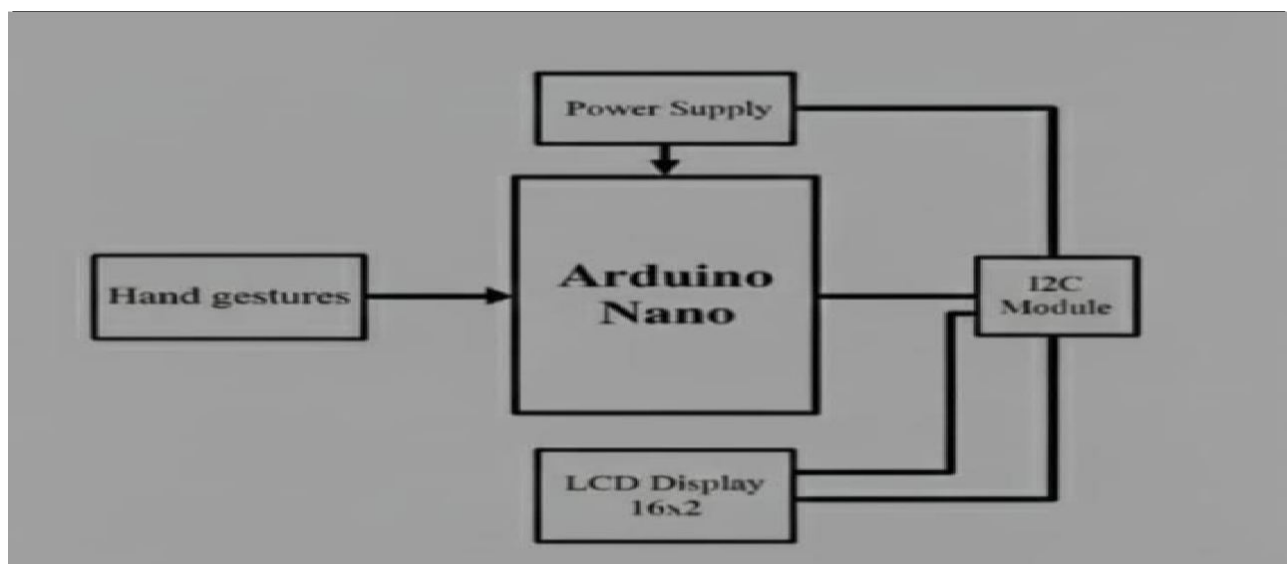 Power Supply
Arduino
Nano
Hand gestures
I2C
Module
LCD Display
16x2